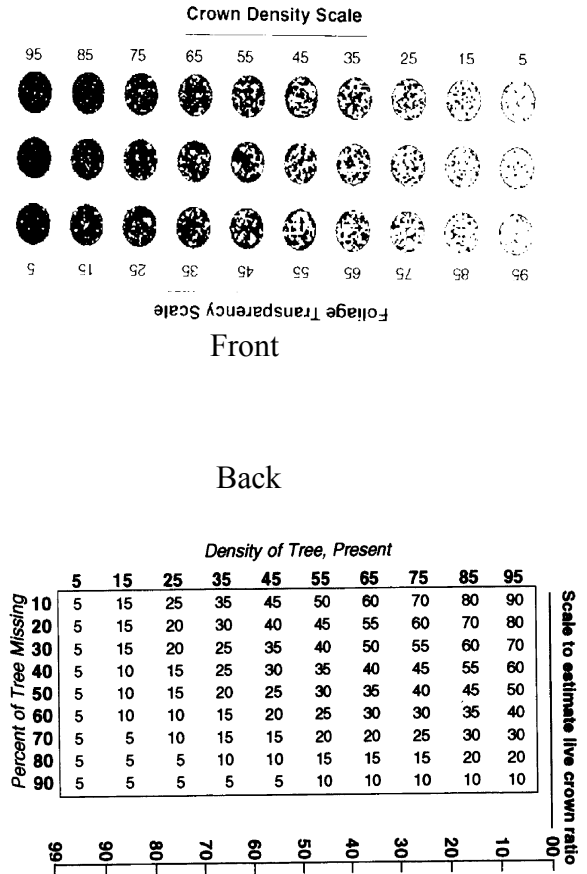 Crown Density Scale
95 85 75 65 55 45 35 25 15 5
5 15 25 35 45 55 65 75 85 95
Foliage Transparency Scale
Front
Back
Density of Tree, Present
5 15 25 35 45 55 65 75 85 95
Percent of Tree Missing
10 5 15 25 35 45 50 60 70 80 90
20 5 15 20 30 40 45 55 60 70 80
30 5 15 20 25 35 40 50 55 60 70
40 5 10 15 25 30 35 40 45 55 60
50 5 10 15 20 25 30 35 40 45 50
60 5 10 10 15 20 25 30 30 35 40
70 5 5 10 15 15 20 20 25 30 30
80 5 5 5 10 10 15 15 15 20 20
90 5 5 5 5 5 10 10 10 10 10
Scale to estimate live crown ratio
99 90 80 70 60 50 40 30 20 10 00